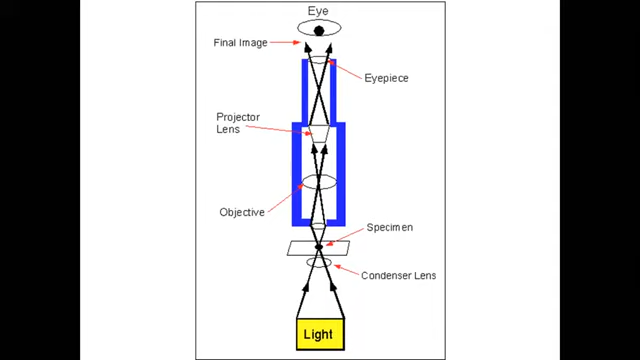 Eye
Final Image
Eyepiece
Projector
Lens
Objective
Specimen
Condenser Lens
Light